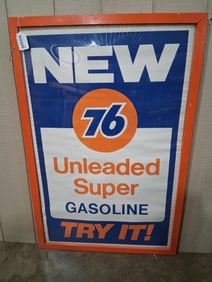 NEW
76
Unleaded
Super
GASOLINE
TRY IT!